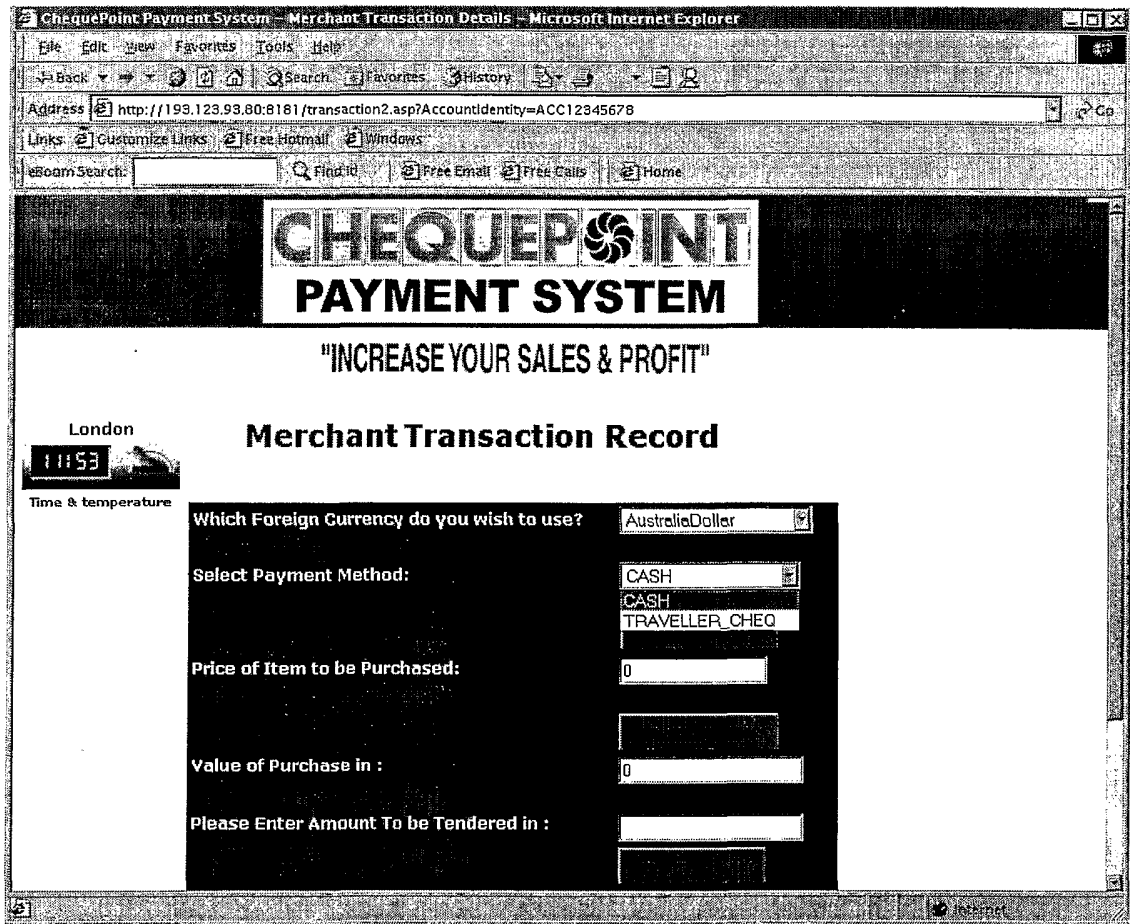 ChequePoint Payment System – Merchant Transaction Details – Microsoft Internet Explorer
File Edit View Favorites Tools Help
Back Search Favorites History
Address http://193.123.93.80:8181/transaction2.asp?AccountIdentity=ACC12345678 Go
Links Customize Links Free Hotmail Windows
eBoom Search: Find It! Free Email Free Calls Home
CHEQUEPOINT
PAYMENT SYSTEM
"INCREASE YOUR SALES & PROFIT"
London
Merchant Transaction Record
11:53
Time & temperature
Which Foreign Currency do you wish to use? AustraliaDollar
Select Payment Method: CASH
CASH
TRAVELLER_CHEQ
Price of Item to be Purchased: 0
Value of Purchase in : 0
Please Enter Amount To be Tendered in :
Internet